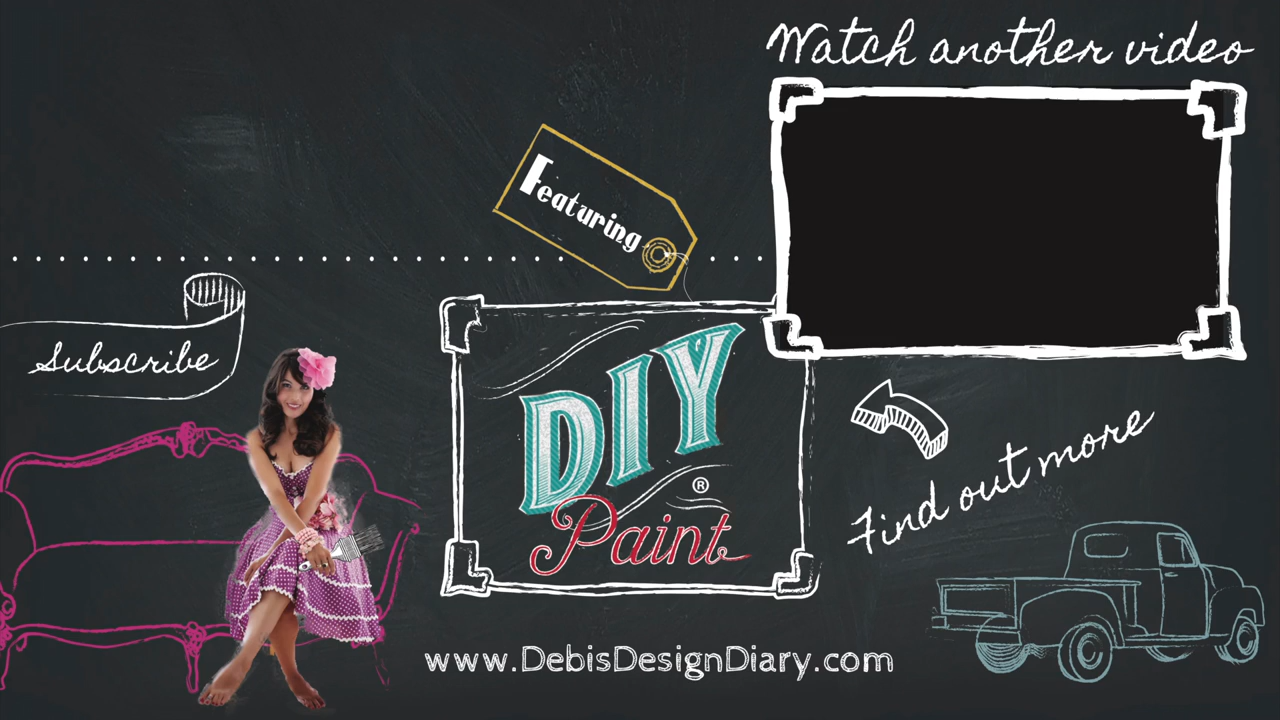 Watch another video
Featuring
Subscribe
DIY
Paint
®
Find out more
www.DebisDesignDiary.com